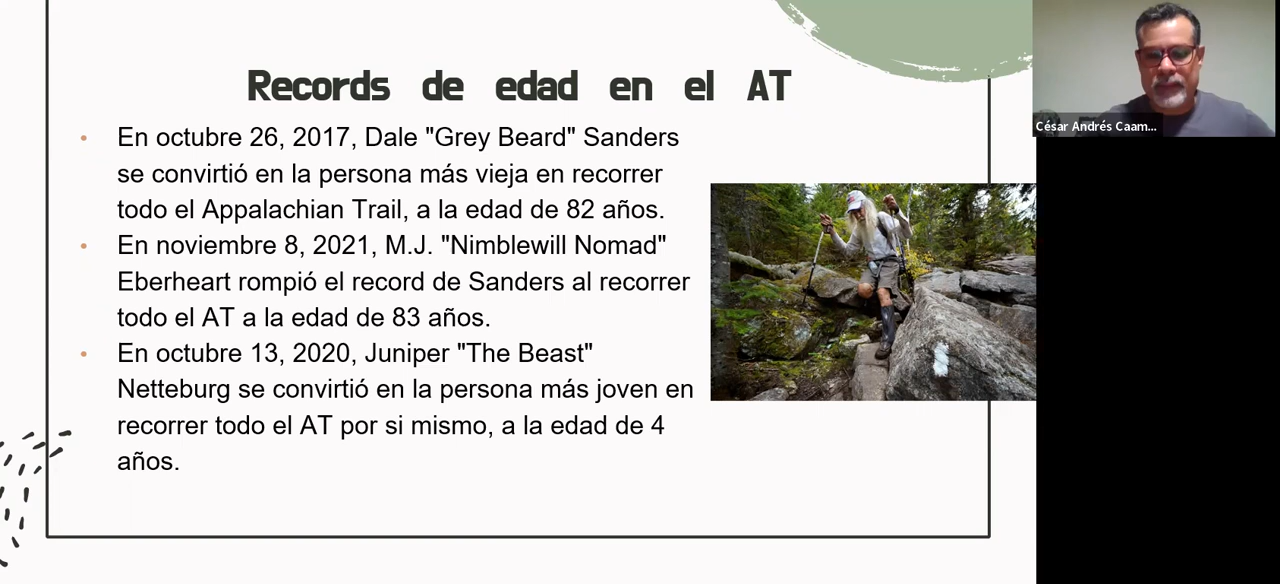 Records de edad en el AT
• En octubre 26, 2017, Dale "Grey Beard" Sanders
se convirtió en la persona más vieja en recorrer
todo el Appalachian Trail, a la edad de 82 años.
• En noviembre 8, 2021, M.J. "Nimblewill Nomad"
Eberheart rompió el record de Sanders al recorrer
todo el AT a la edad de 83 años.
• En octubre 13, 2020, Juniper "The Beast"
Netteburg se convirtió en la persona más joven en
recorrer todo el AT por si mismo, a la edad de 4
años.
César Andrés Caam...